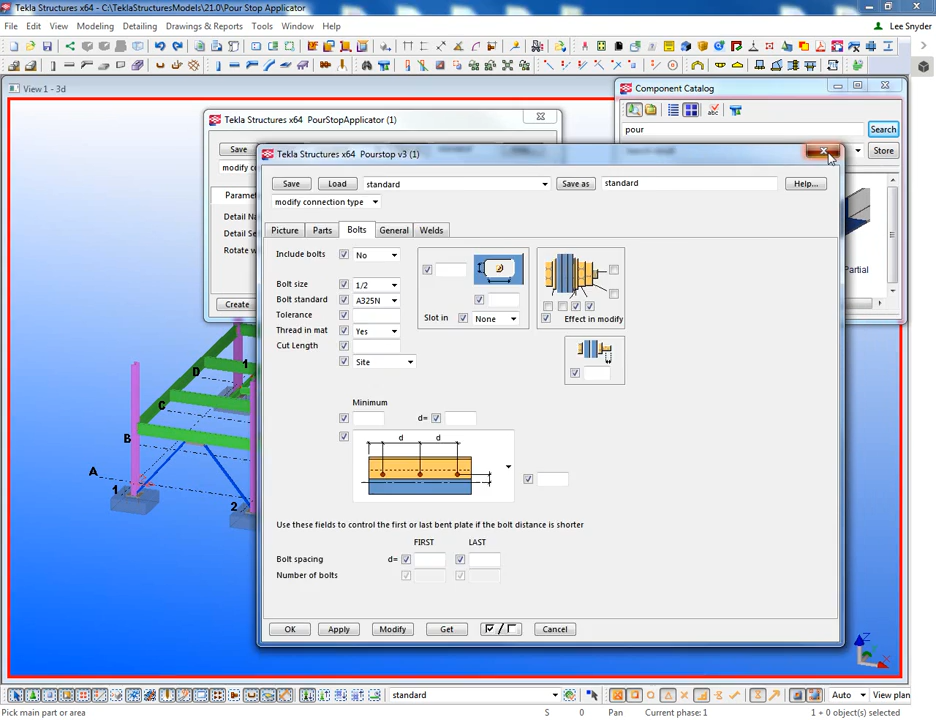 Tekla Structures x64 - C:\TeklaStructuresModels\21.0\Pour Stop Applicator
File Edit View Modeling Detailing Drawings & Reports Tools Window Help
Lee Snyder
View 1 - 3d
Component Catalog
pour
Search
Store
Partial
Tekla Structures x64 PourStopApplicator (1)
Save
modify co
Parame
Detail Na
Detail Se
Rotate w
Create
Tekla Structures x64 Pourstop v3 (1)
Save Load standard Save as standard Help...
modify connection type
Picture Parts Bolts General Welds
Include bolts No
Bolt size 1/2
Bolt standard A325N
Tolerance
Thread in mat Yes
Cut Length
Site
Slot in None
Effect in modify
Minimum
d=
d d
Use these fields to control the first or last bent plate if the bolt distance is shorter
FIRST LAST
Bolt spacing d=
Number of bolts
OK Apply Modify Get / Cancel
D
1
C
B
A
1
2
Z
X
standard
Auto
View plan
Pick main part or area
S 0 Pan Current phase: 1 1 + 0 object(s) selected